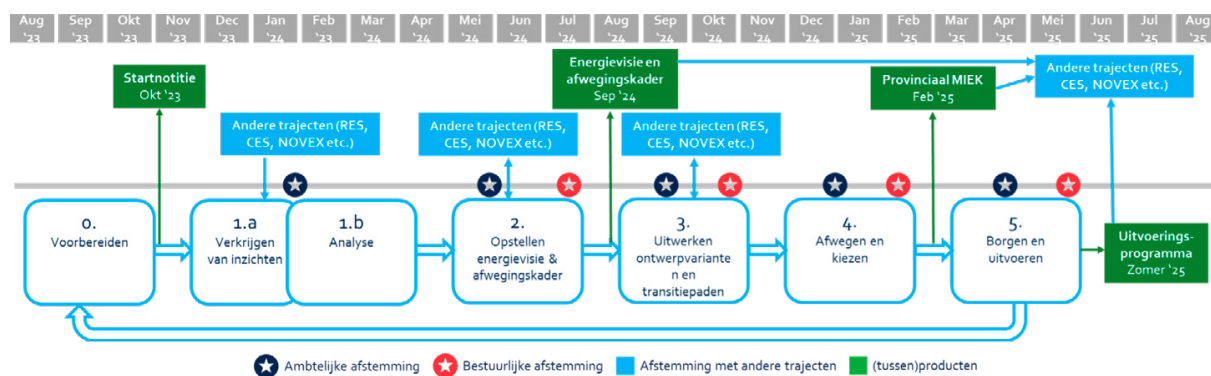 Aug Sep Okt Nov Dec Jan Feb Mar Apr Mei Jun Jul Aug Sep Okt Nov Dec Jan Feb Mar Apr Mei Jun Jul Aug
'23 '23 '23 '23 '23 '24 '23 '24 '24 '24 '24 '24 '24 '24 '24 '24 '24 '25 '25 '25 '25 '25 '25 '25 '25
Startnotitie
Okt '23
Energievisie en
afwegingskader
Sep '24
Provinciaal MIEK
Feb '25
Andere trajecten (RES,
CES, NOVEX etc.)
Andere trajecten (RES,
CES, NOVEX etc.)
Andere trajecten (RES,
CES, NOVEX etc.)
Andere trajecten (RES,
CES, NOVEX etc.)
0.
Voorbereiden
1.a
Verkrijgen
van inzichten
1.b
Analyse
2.
Opstellen
energievisie &
afwegingskader
3.
Uitwerken
ontwerpvariante
n en
transitiepaden
4.
Afwegen en
kiezen
5.
Borgen en
uitvoeren
Uitvoerings-
programma
Zomer '25
Ambtelijke afstemming
Bestuurlijke afstemming
Afstemming met andere trajecten
(tussen)producten